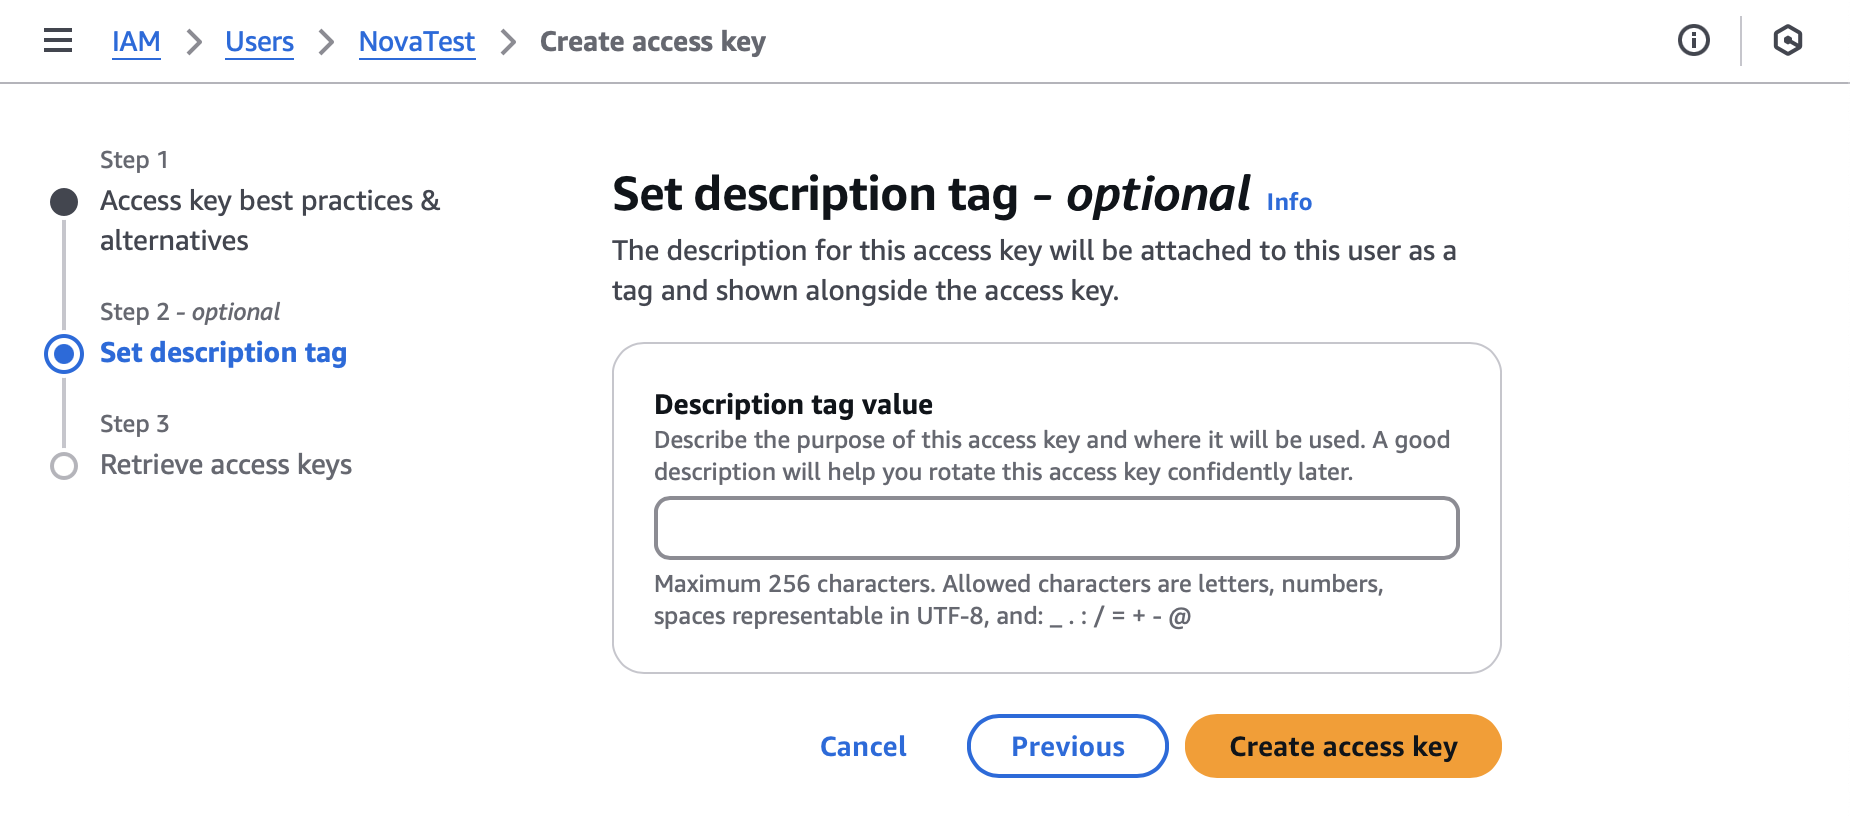 IAM > Users > NovaTest > Create access key
Step 1
Access key best practices &
alternatives
Step 2 - optional
Set description tag
Step 3
Retrieve access keys
Set description tag - optional Info
The description for this access key will be attached to this user as a
tag and shown alongside the access key.
Description tag value
Describe the purpose of this access key and where it will be used. A good
description will help you rotate this access key confidently later.
Maximum 256 characters. Allowed characters are letters, numbers,
spaces representable in UTF-8, and: _ . : / = + - @
Cancel Previous Create access key